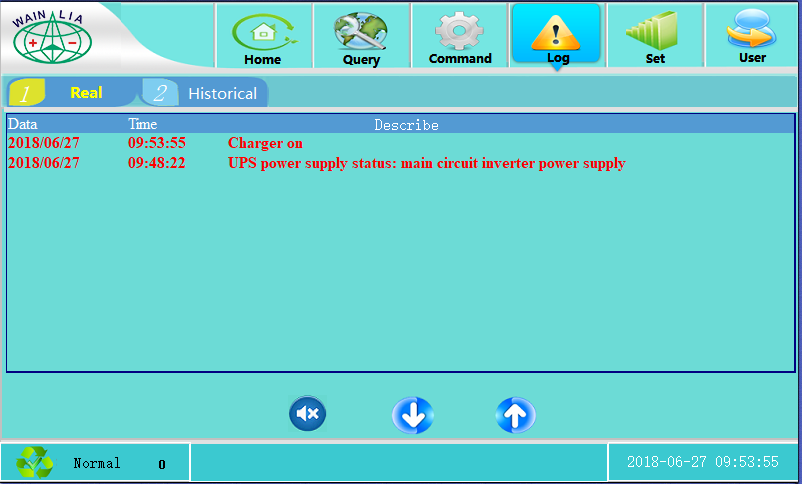 WAIN LIA
Home Query Command Log Set User
1 Real 2 Historical
Data Time Describe
2018/06/27 09:53:55 Charger on
2018/06/27 09:48:22 UPS power supply status: main circuit inverter power supply
Normal 0 2018-06-27 09:53:55